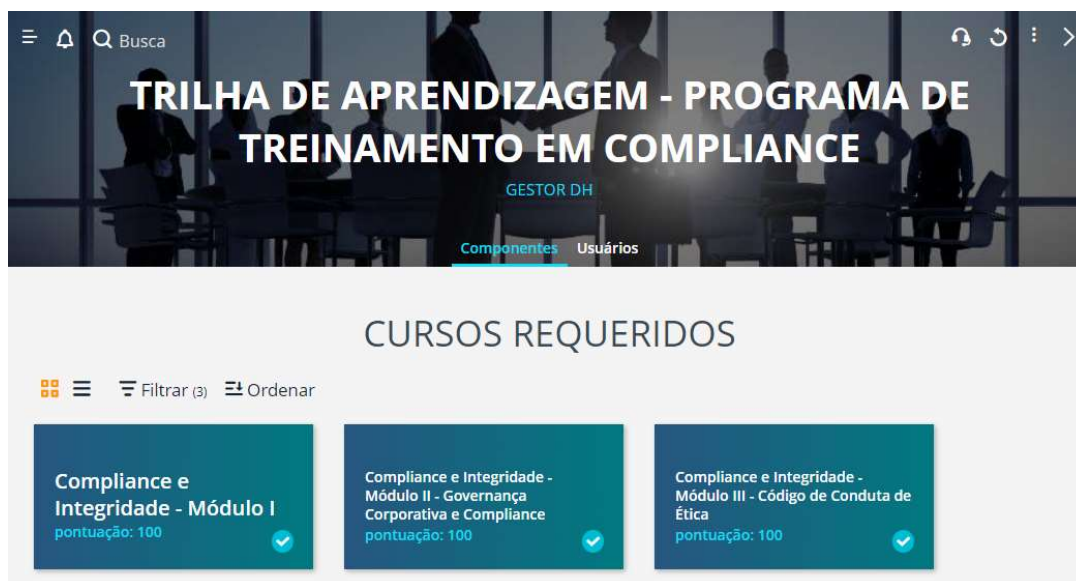 Busca
TRILHA DE APRENDIZAGEM - PROGRAMA DE
TREINAMENTO EM COMPLIANCE
GESTOR DH
Componentes Usuários
CURSOS REQUERIDOS
Filtrar (3) Ordenar
Compliance e
Integridade - Módulo I
pontuação: 100
Compliance e Integridade -
Módulo II - Governança
Corporativa e Compliance
pontuação: 100
Compliance e Integridade -
Módulo III - Código de Conduta de
Ética
pontuação: 100